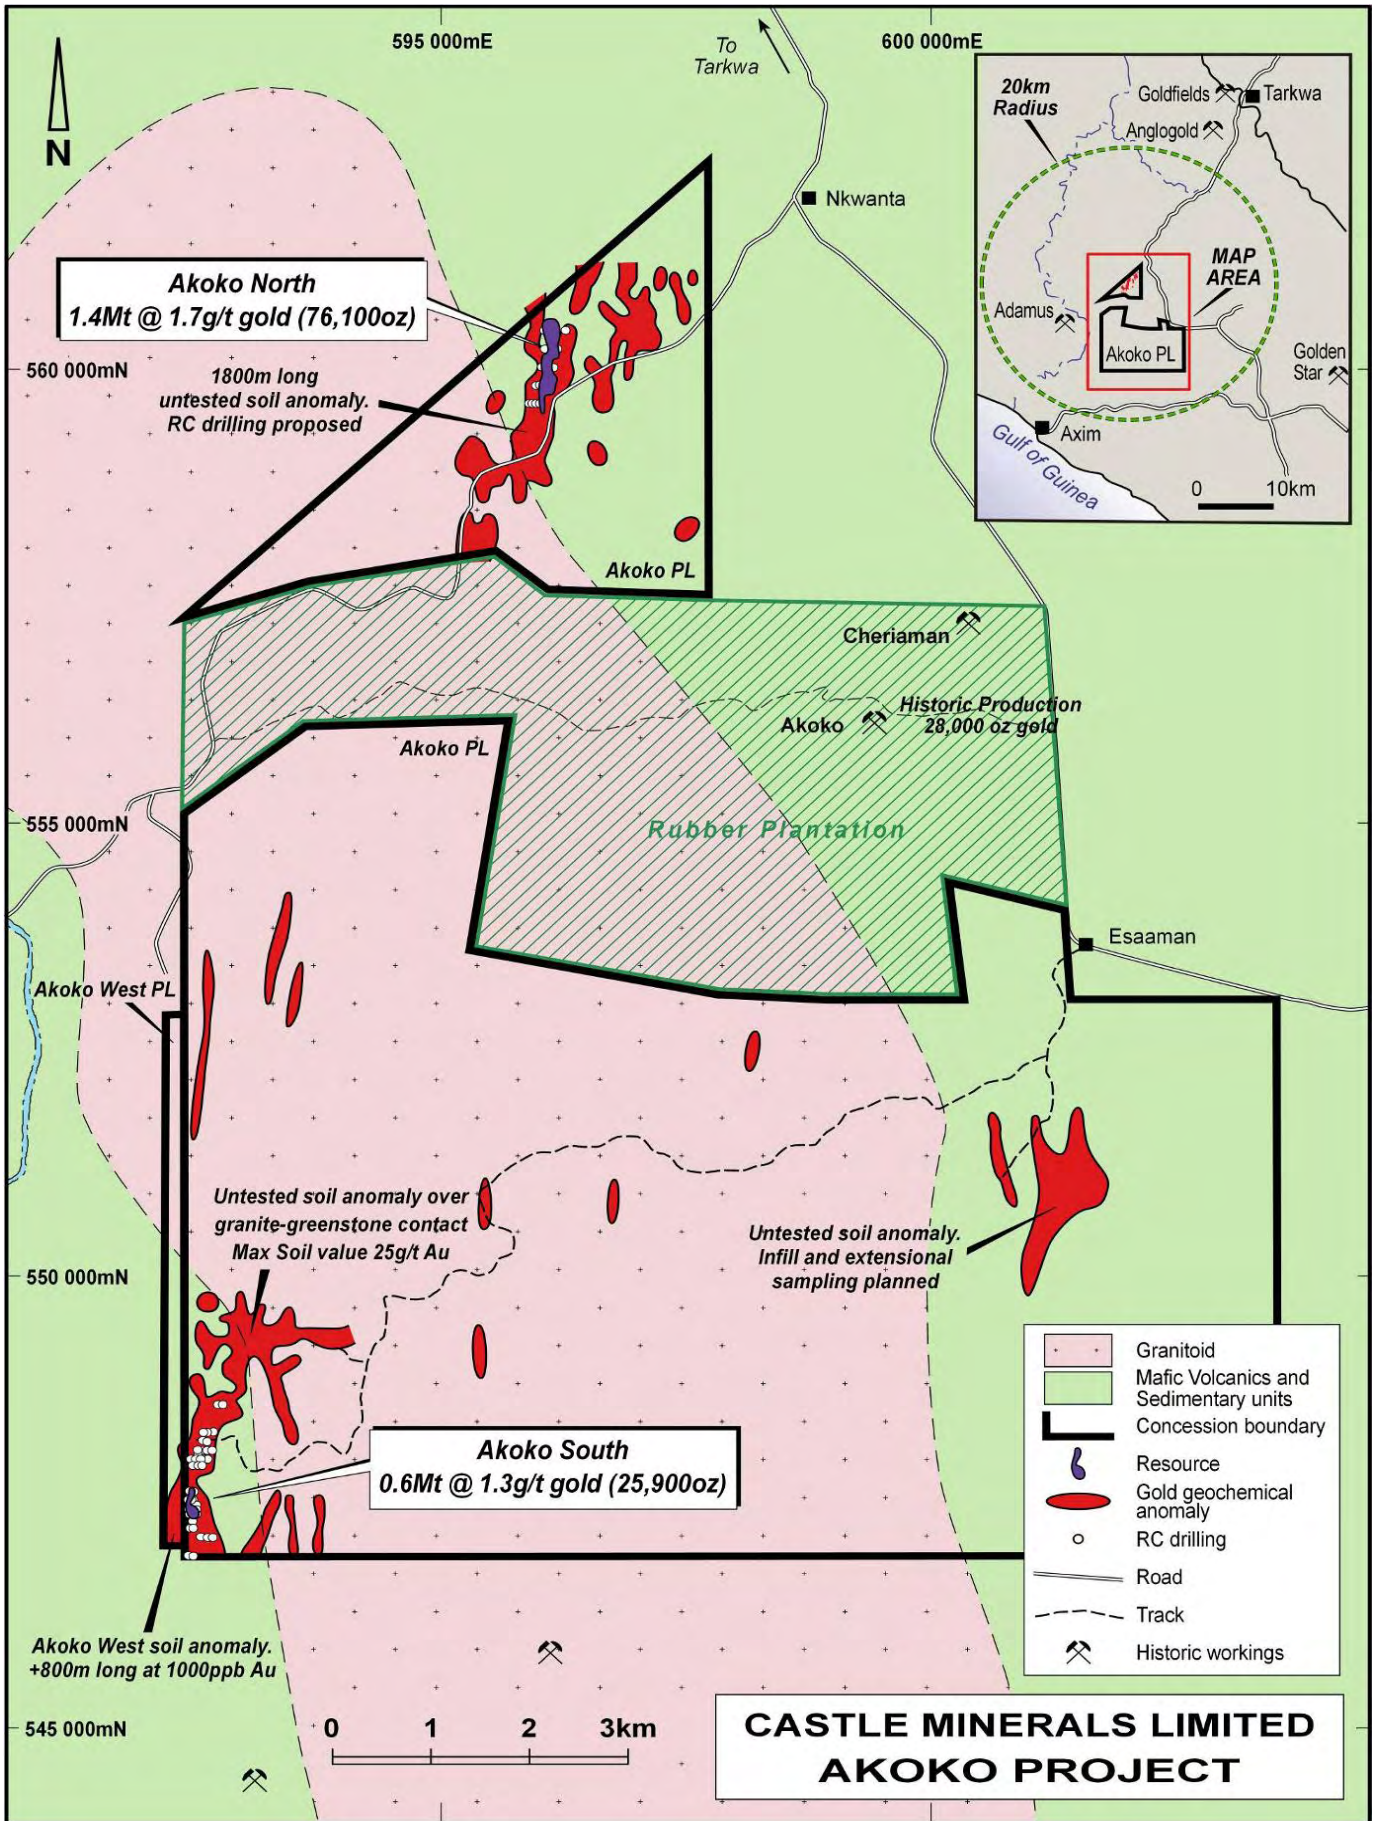 595 000mE
600 000mE
To
Tarkwa
N
20km
Radius
Goldfields
Tarkwa
Anglogold
MAP
AREA
Adamus
Akoko PL
Golden
Star
Axim
Gulf of Guinea
0
10km
Nkwanta
Akoko North
1.4Mt @ 1.7g/t gold (76,100oz)
560 000mN
1800m long
untested soil anomaly.
RC drilling proposed
Akoko PL
Cheriaman
Historic Production
28,000 oz gold
Akoko
Akoko PL
555 000mN
Rubber Plantation
Esaaman
Akoko West PL
Untested soil anomaly over
granite-greenstone contact
Max Soil value 25g/t Au
Untested soil anomaly.
Infill and extensional
sampling planned
550 000mN
Akoko South
0.6Mt @ 1.3g/t gold (25,900oz)
Granitoid
Mafic Volcanics and
Sedimentary units
Concession boundary
Resource
Gold geochemical
anomaly
RC drilling
Road
Track
Historic workings
Akoko West soil anomaly.
+800m long at 1000ppb Au
545 000mN
0
1
2
3km
CASTLE MINERALS LIMITED
AKOKO PROJECT